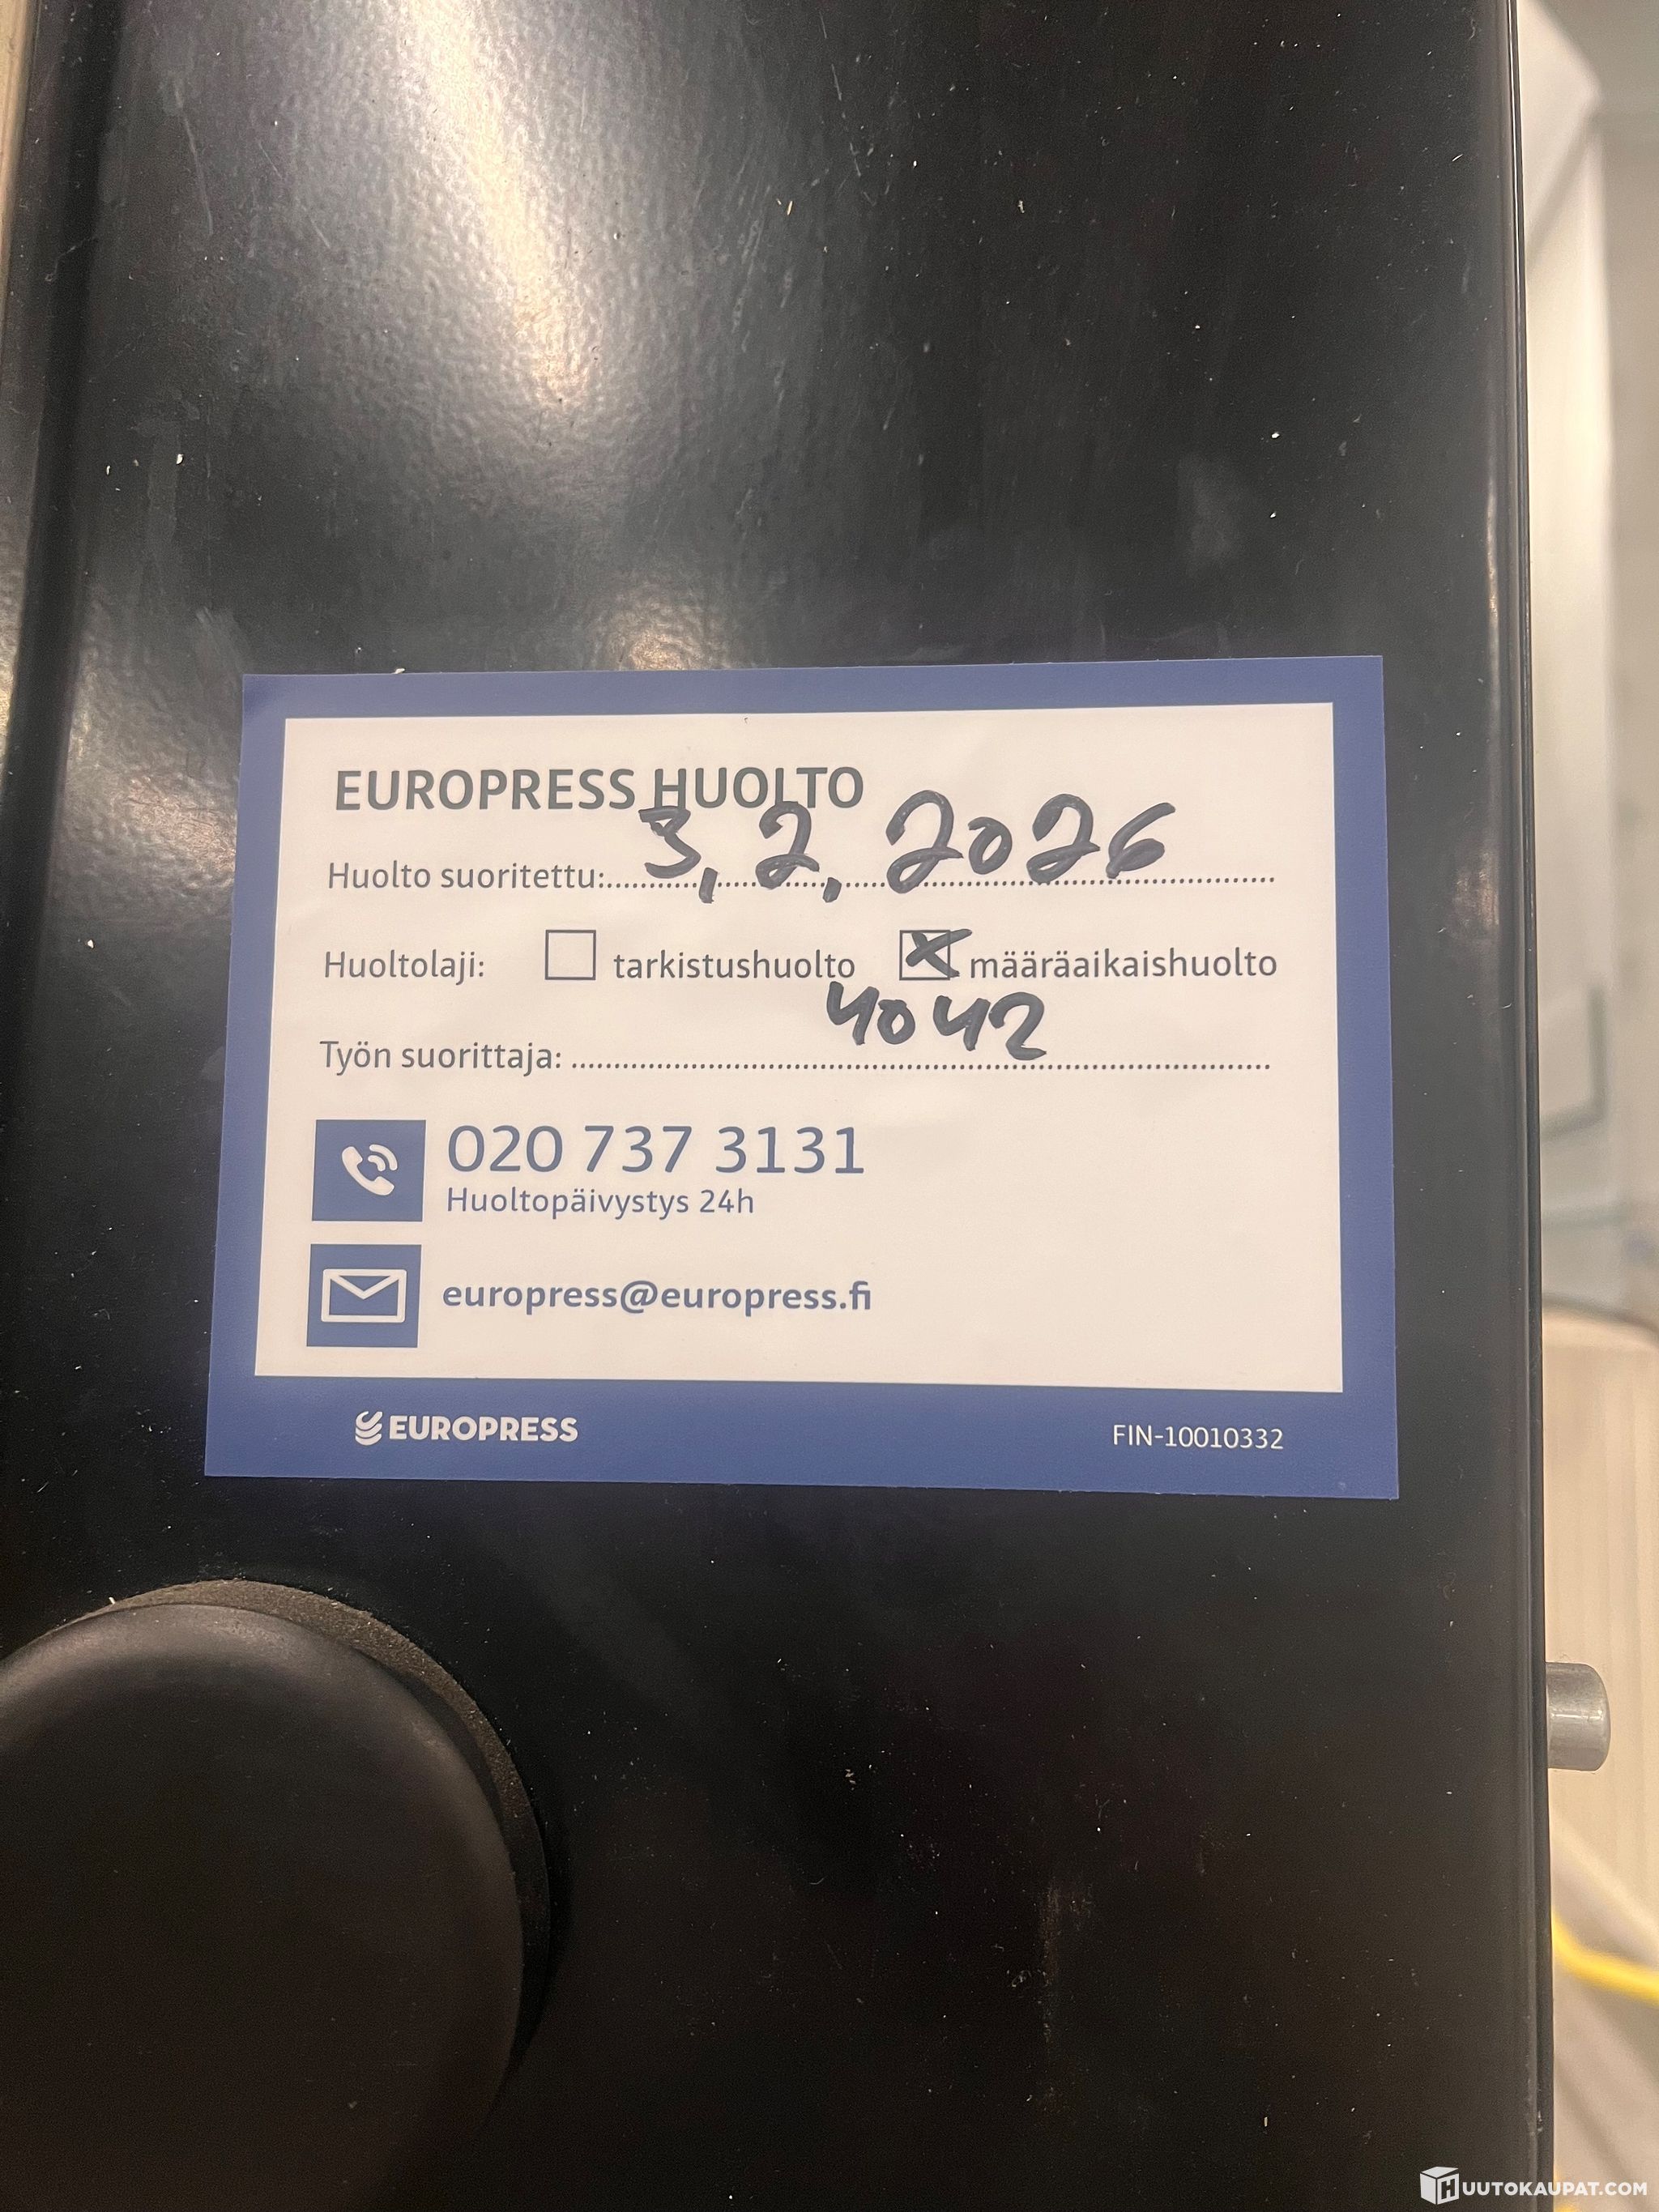 EUROPRESS HUOLTO
Huolto suoritettu: 3, 2, 2026
Huoltolaji: tarkistushuolto määräaikaishuolto
Työn suorittaja: 4042
020 737 3131
Huoltopäivystys 24h
europress@europress.fi
EUROPRESS FIN-10010332
HUUTOKAUPAT.COM